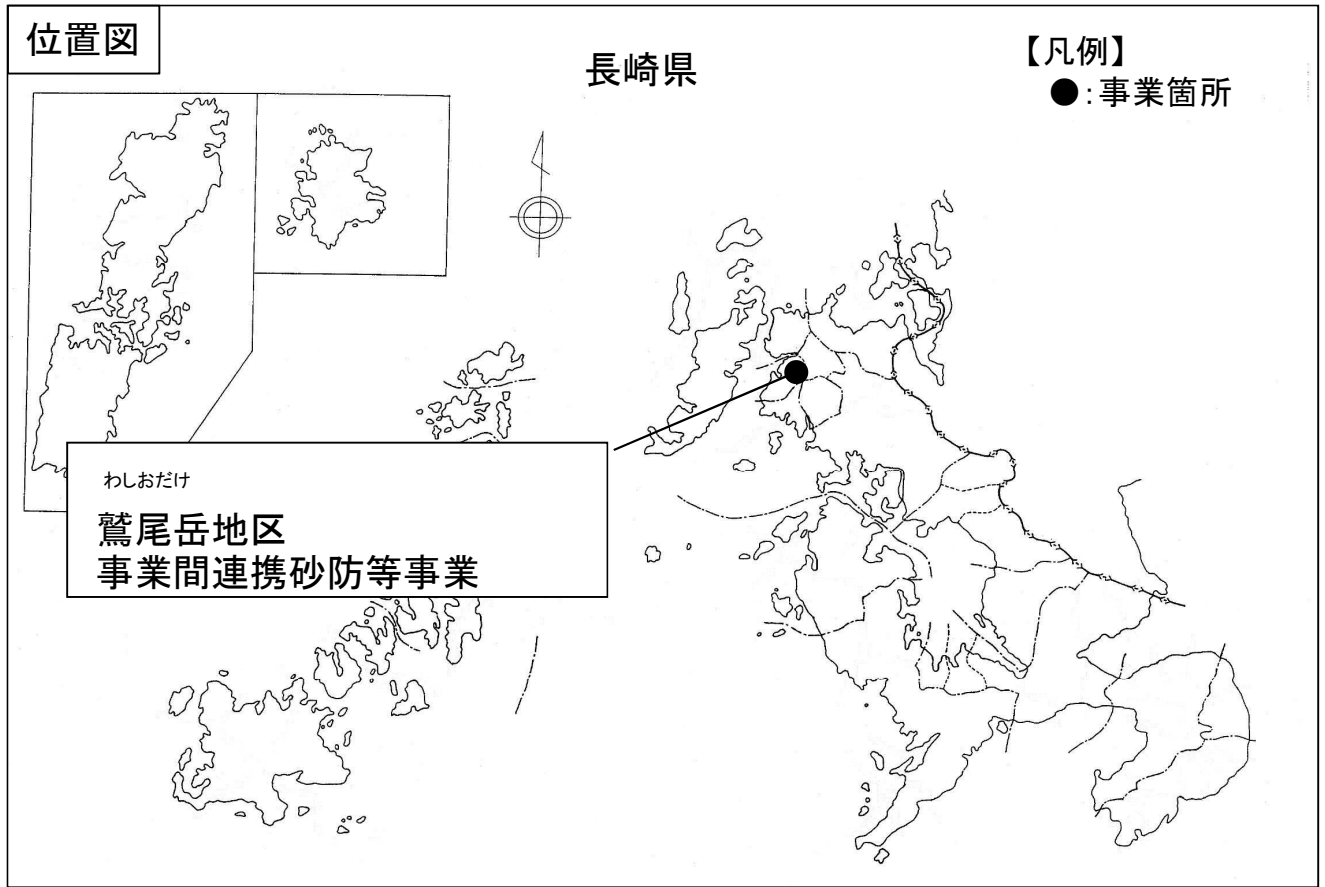 位置図
長崎県
【凡例】
●:事業箇所
わしおだけ
鷲尾岳地区
事業間連携砂防等事業